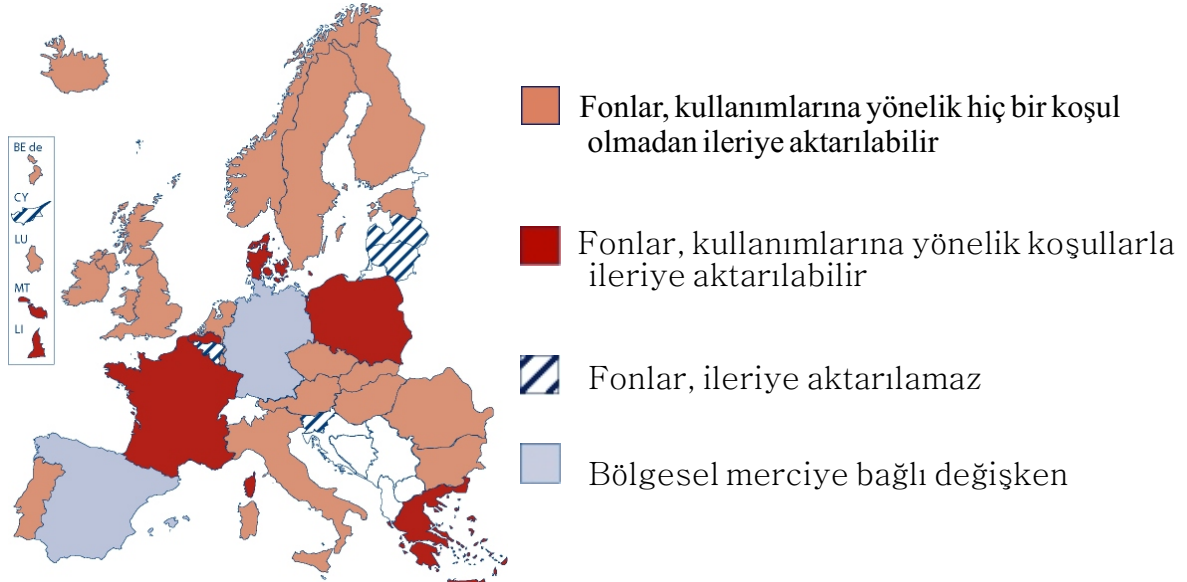 BE de
CY
LU
MT
LI
Fonlar, kullanımlarına yönelik hiç bir koşul
olmadan ileriye aktarılabilir
Fonlar, kullanımlarına yönelik koşullarla
ileriye aktarılabilir
Fonlar, ileriye aktarılamaz
Bölgesel merciye bağlı değişken